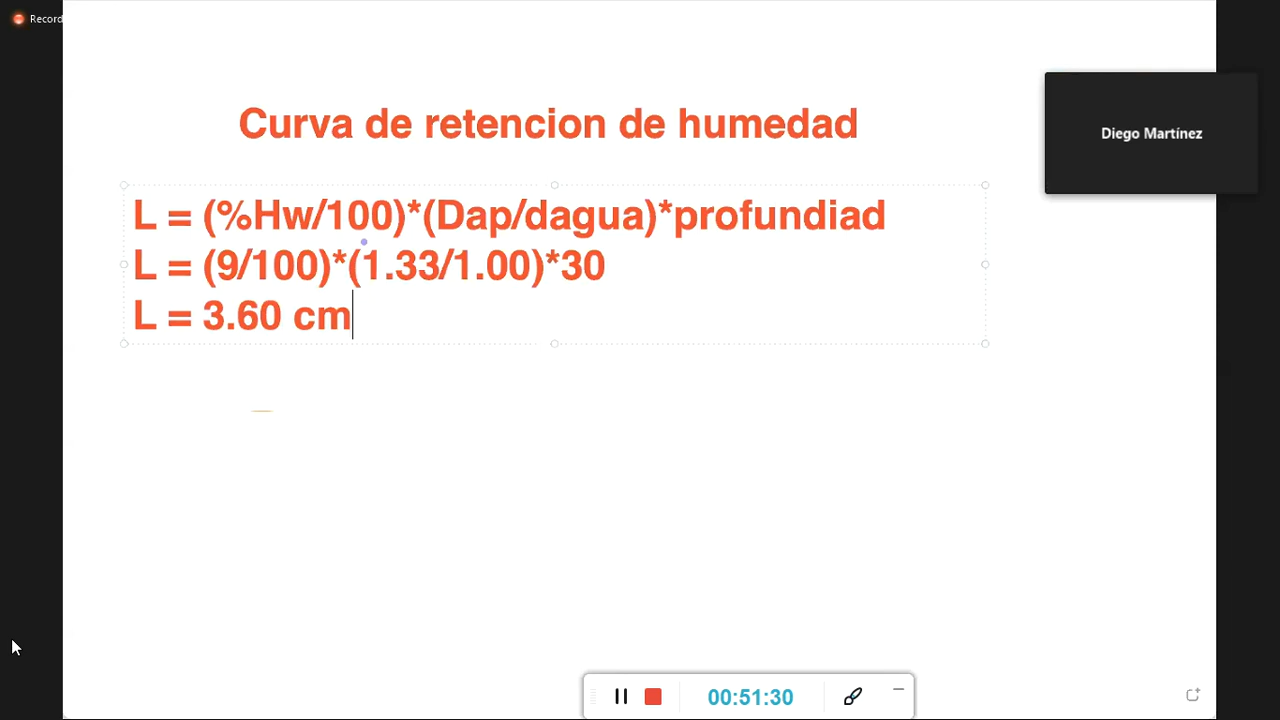 Record
Curva de retencion de humedad
Diego Martínez
L = (%Hw/100)*(Dap/dagua)*profundiad
L = (9/100)*(1.33/1.00)*30
L = 3.60 cm
00:51:30